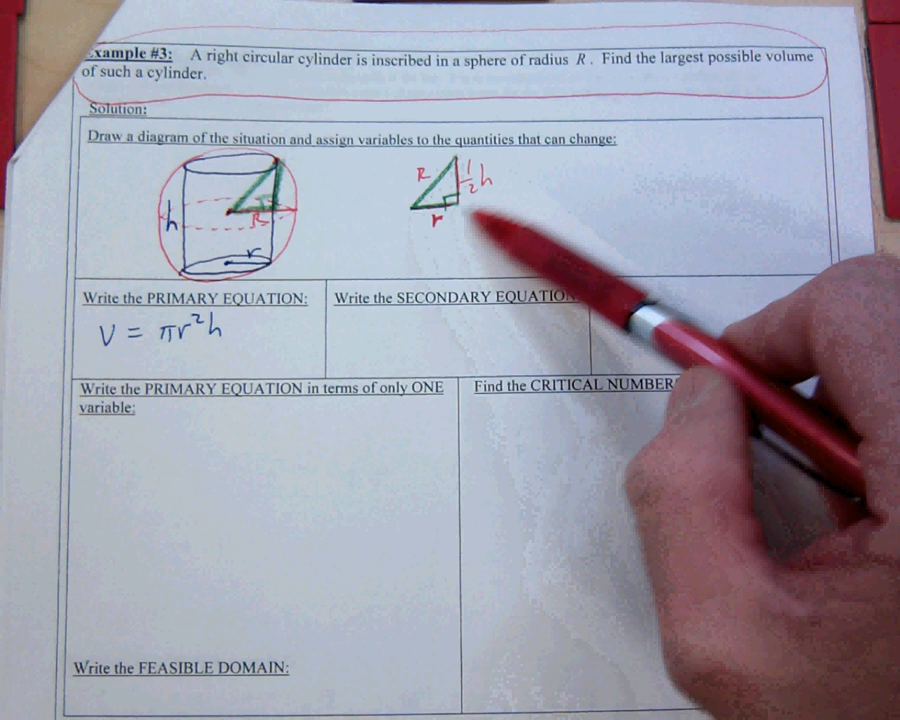 xample #3: A right circular cylinder is inscribed in a sphere of radius R. Find the largest possible volume
of such a cylinder.
Solution:
Draw a diagram of the situation and assign variables to the quantities that can change:
h
R
r
R
1/2 h
r
Write the PRIMARY EQUATION:
V = πr²h
Write the SECONDARY EQUATION
Write the PRIMARY EQUATION in terms of only ONE
variable:
Find the CRITICAL NUMBER
Write the FEASIBLE DOMAIN: